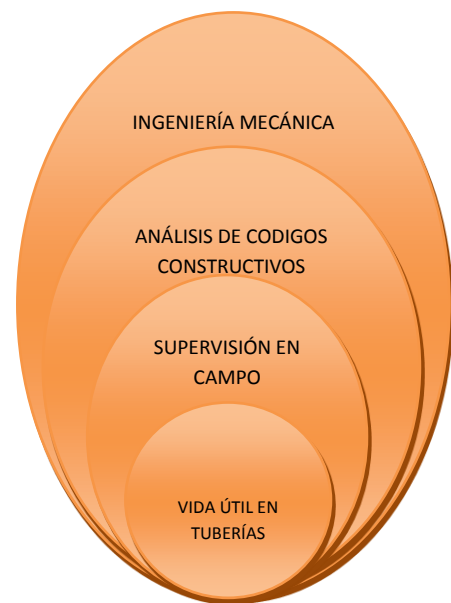 INGENIERÍA MECÁNICA
ANÁLISIS DE CODIGOS
CONSTRUCTIVOS
SUPERVISIÓN EN
CAMPO
VIDA ÚTIL EN
TUBERÍAS